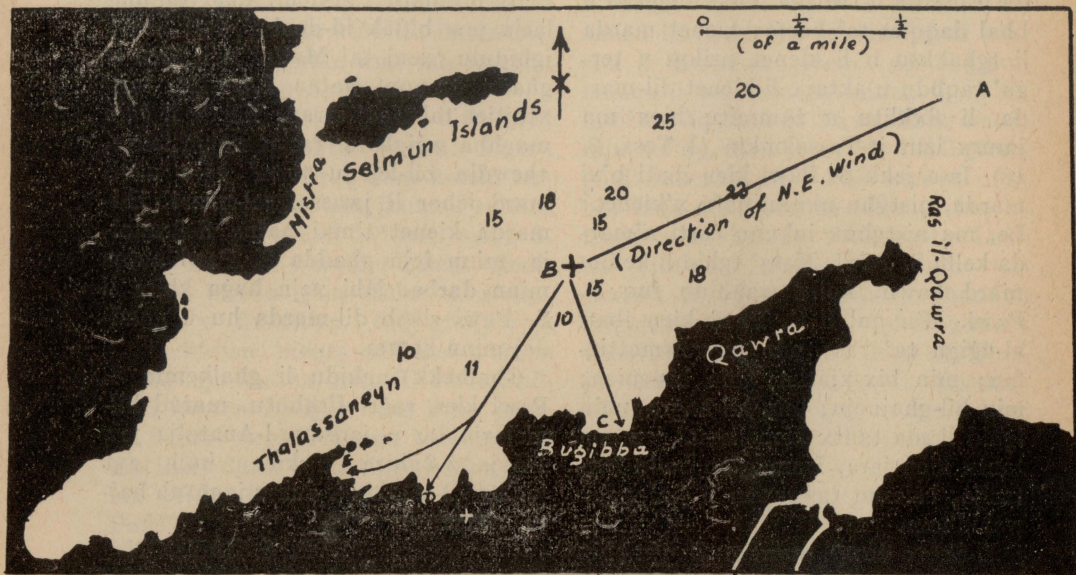 0 ¼ ½
(of a mile)
20
A
25
Selmun Islands
Mistra
20
22
15
18
15
(Direction of N.E. wind)
Ras il-Qawra
B
15
18
10
Qawra
10
11
Thalassaneyn
C
Bugibba
E
D